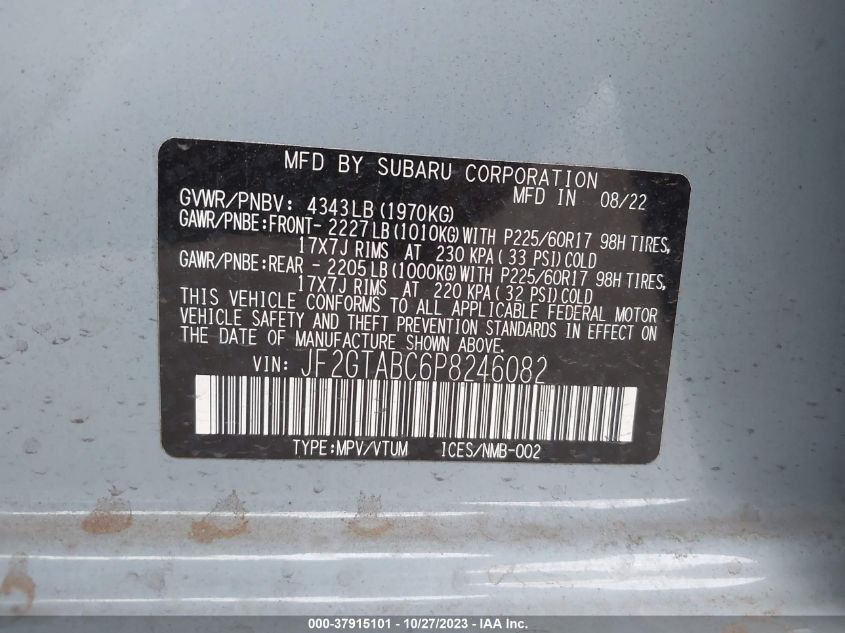 MFD BY SUBARU CORPORATION
MFD IN 08/22
GVWR/PNBV: 4343LB(1970KG)
GAWR/PNBE:FRONT- 2227LB(1010KG)WITH P225/60R17 98H TIRES,
17X7J RIMS AT 230 KPA( 33 PSI)COLD
GAWR/PNBE:REAR - 2205LB(1000KG)WITH P225/60R17 98H TIRES,
17X7J RIMS AT 220 KPA( 32 PSI)COLD
THIS VEHICLE CONFORMS TO ALL APPLICABLE FEDERAL MOTOR
VEHICLE SAFETY AND THEFT PREVENTION STANDARDS IN EFFECT ON
THE DATE OF MANUFACTURE SHOWN ABOVE.
VIN: JF2GTABC6P8246082
TYPE:MPV/VTUM ICES/NMB-002
000-37915101 - 10/27/2023 - IAA Inc.